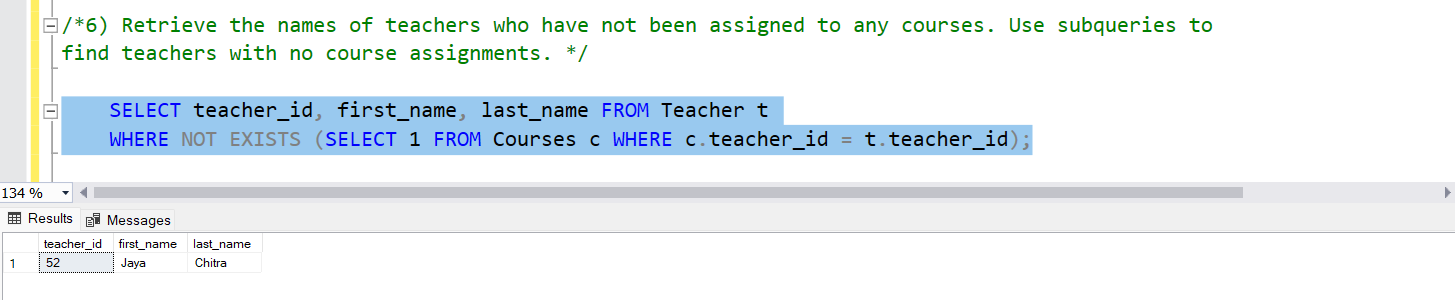 /*6) Retrieve the names of teachers who have not been assigned to any courses. Use subqueries to
find teachers with no course assignments. */
SELECT teacher_id, first_name, last_name FROM Teacher t
WHERE NOT EXISTS (SELECT 1 FROM Courses c WHERE c.teacher_id = t.teacher_id);
134 %
Results Messages
teacher_id first_name last_name
1 52 Jaya Chitra